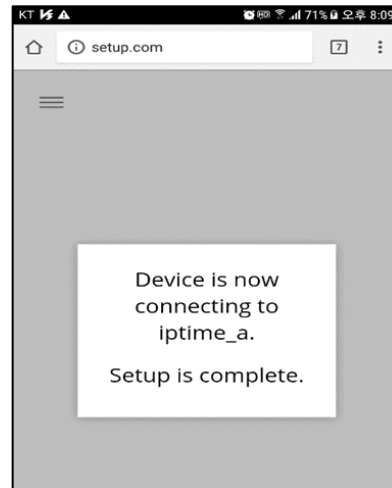 KT 71% 오후 8:09
setup.com 7
Device is now
connecting to
iptime_a.
Setup is complete.